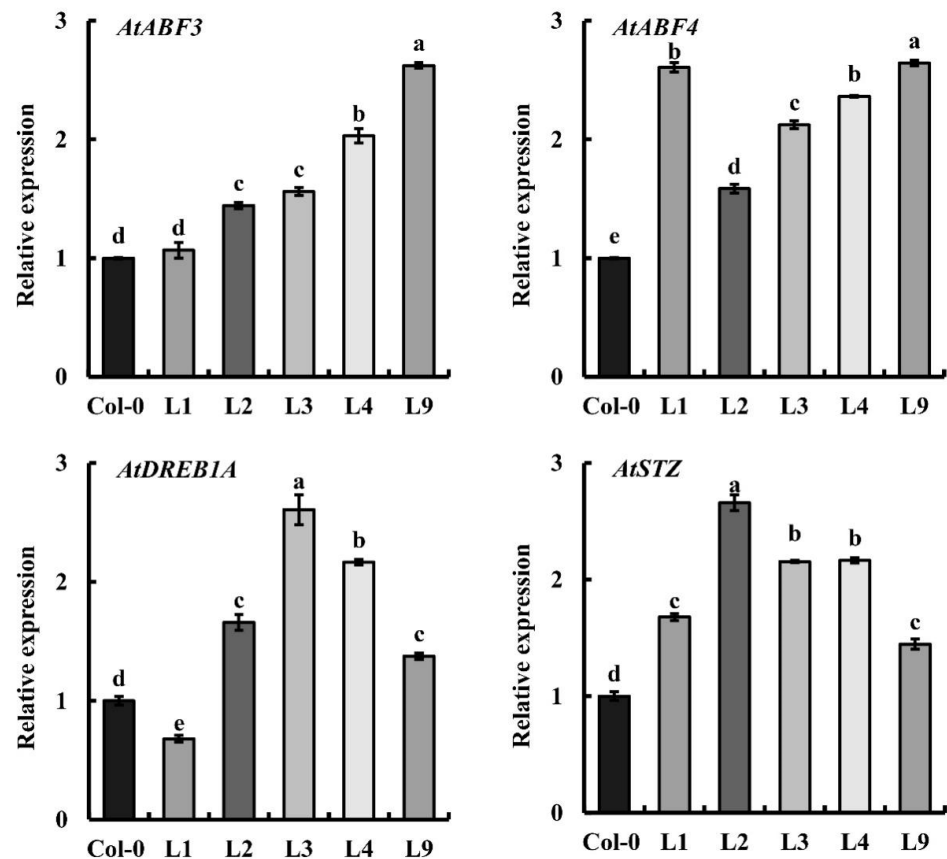 AtABF3
Relative expression
3
2
1
0
d
d
c
c
b
a
Col-0 L1 L2 L3 L4 L9
AtABF4
Relative expression
3
2
1
0
e
b
d
c
b
a
Col-0 L1 L2 L3 L4 L9
AtDREB1A
Relative expression
3
2
1
0
d
e
c
a
b
c
Col-0 L1 L2 L3 L4 L9
AtSTZ
Relative expression
3
2
1
0
d
c
a
b
b
c
Col-0 L1 L2 L3 L4 L9